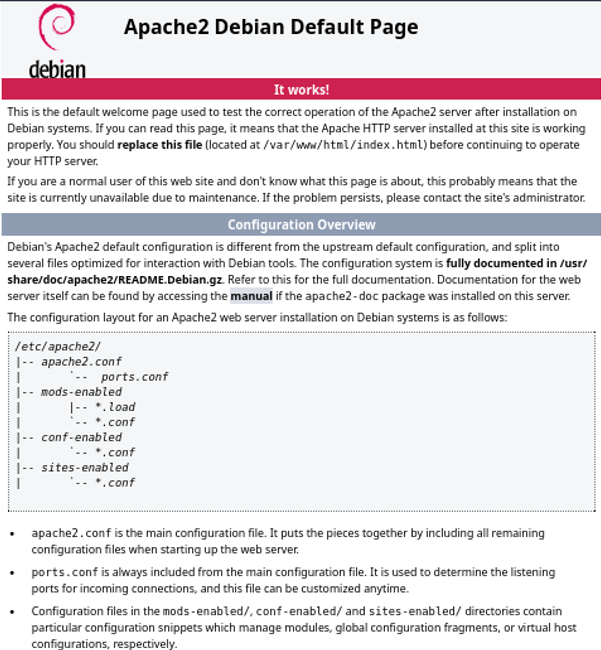 Apache2 Debian Default Page
debian
It works!
This is the default welcome page used to test the correct operation of the Apache2 server after installation on
Debian systems. If you can read this page, it means that the Apache HTTP server installed at this site is working
properly. You should replace this file (located at /var/www/html/index.html) before continuing to operate
your HTTP server.
If you are a normal user of this web site and don't know what this page is about, this probably means that the
site is currently unavailable due to maintenance. If the problem persists, please contact the site's administrator.
Configuration Overview
Debian's Apache2 default configuration is different from the upstream default configuration, and split into
several files optimized for interaction with Debian tools. The configuration system is fully documented in /usr/
share/doc/apache2/README.Debian.gz. Refer to this for the full documentation. Documentation for the web
server itself can be found by accessing the manual if the apache2-doc package was installed on this server.
The configuration layout for an Apache2 web server installation on Debian systems is as follows:
/etc/apache2/
|-- apache2.conf
|       `--  ports.conf
|-- mods-enabled
|       |-- *.load
|       `-- *.conf
|-- conf-enabled
|       `-- *.conf
|-- sites-enabled
|       `-- *.conf
• apache2.conf is the main configuration file. It puts the pieces together by including all remaining
configuration files when starting up the web server.
• ports.conf is always included from the main configuration file. It is used to determine the listening
ports for incoming connections, and this file can be customized anytime.
• Configuration files in the mods-enabled/, conf-enabled/ and sites-enabled/ directories contain
particular configuration snippets which manage modules, global configuration fragments, or virtual host
configurations, respectively.